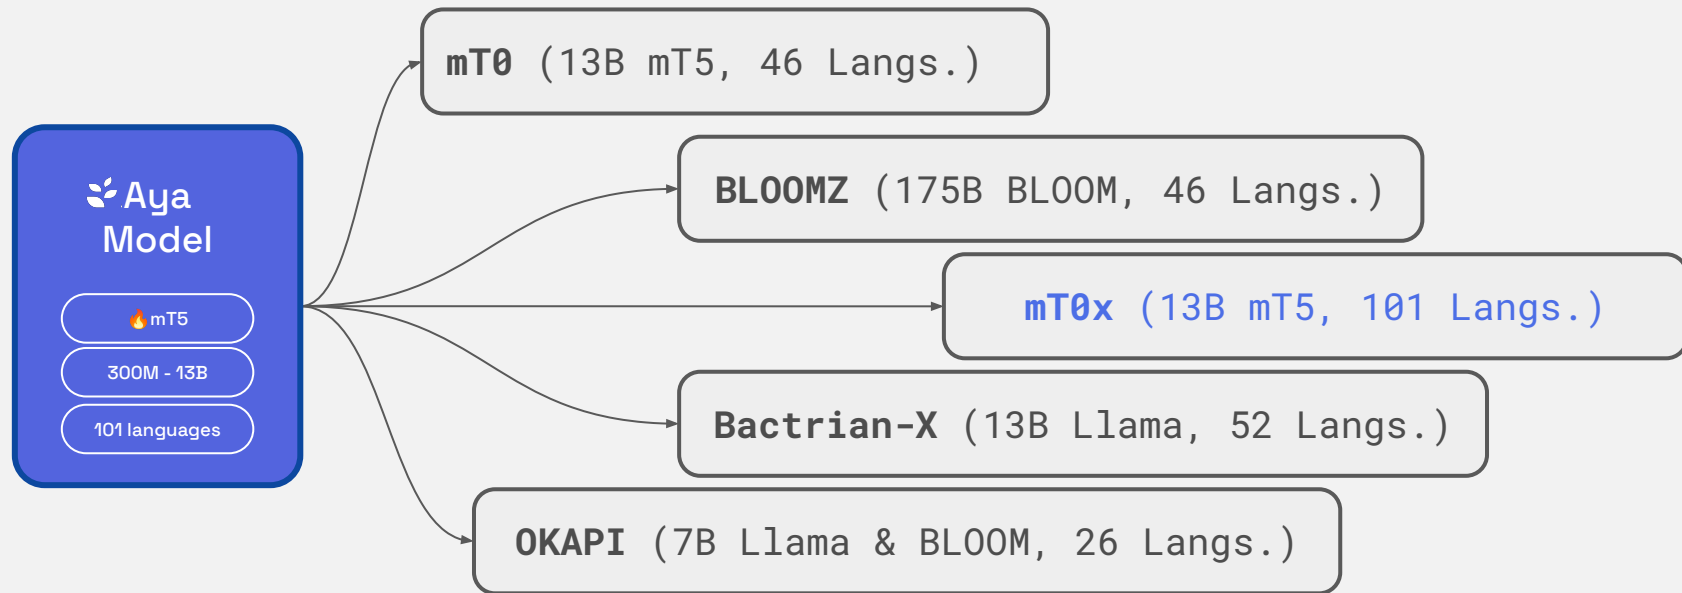 Aya
Model
🔥mT5
300M - 13B
101 languages
mT0 (13B mT5, 46 Langs.)
BLOOMZ (175B BLOOM, 46 Langs.)
mT0x (13B mT5, 101 Langs.)
Bactrian-X (13B Llama, 52 Langs.)
OKAPI (7B Llama & BLOOM, 26 Langs.)